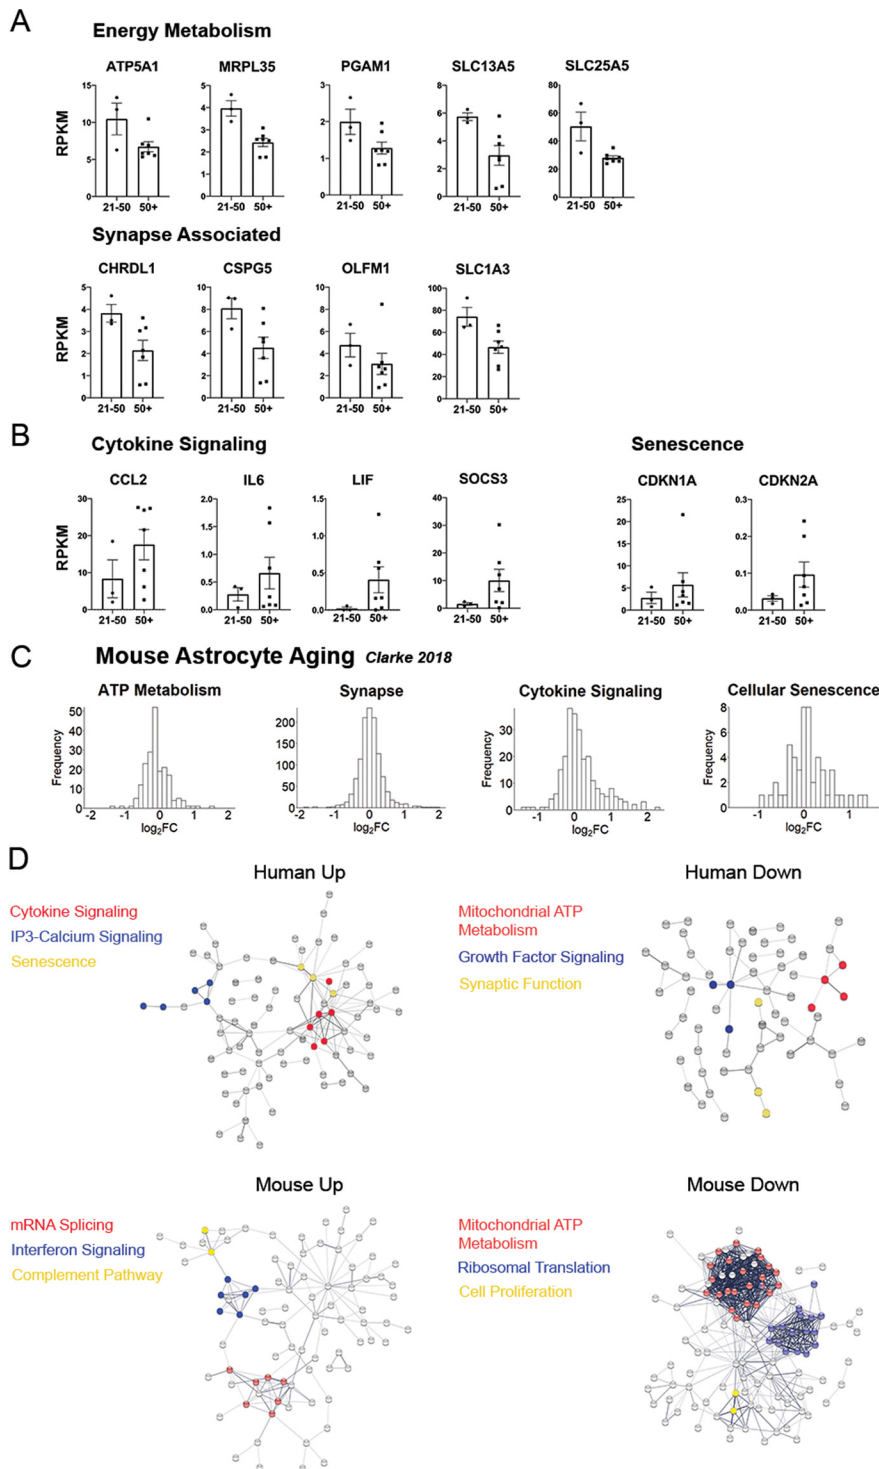 A
Energy Metabolism
ATP5A1 MRPL35 PGAM1 SLC13A5 SLC25A5
RPKM
15 10 5 0
5 4 3 2 1 0
3 2 1 0
8 6 4 2 0
80 60 40 20 0
21-50 50+ 21-50 50+ 21-50 50+ 21-50 50+ 21-50 50+
Synapse Associated
CHRDL1 CSPG5 OLFM1 SLC1A3
RPKM
5 4 3 2 1 0
10 8 6 4 2 0
10 8 6 4 2 0
100 80 60 40 20 0
21-50 50+ 21-50 50+ 21-50 50+ 21-50 50+
B
Cytokine Signaling
Senescence
CCL2 IL6 LIF SOCS3 CDKN1A CDKN2A
RPKM
30 20 10 0
2.0 1.5 1.0 0.5 0.0
1.5 1.0 0.5 0.0
40 30 20 10 0
25 20 15 10 5 0
0.3 0.2 0.1 0.0
21-50 50+ 21-50 50+ 21-50 50+ 21-50 50+ 21-50 50+ 21-50 50+
C
Mouse Astrocyte Aging Clarke 2018
ATP Metabolism Synapse Cytokine Signaling Cellular Senescence
Frequency
50 40 30 20 10 0
-2 -1 0 1 2
log2FC
Frequency
200 150 100 50 0
-2 -1 0 1 2
log2FC
Frequency
30 20 10 0
-1 0 1 2
log2FC
Frequency
8 6 4 2 0
-1 0 1
log2FC
D
Human Up
Cytokine Signaling
IP3-Calcium Signaling
Senescence
Human Down
Mitochondrial ATP
Metabolism
Growth Factor Signaling
Synaptic Function
Mouse Up
mRNA Splicing
Interferon Signaling
Complement Pathway
Mouse Down
Mitochondrial ATP
Metabolism
Ribosomal Translation
Cell Proliferation